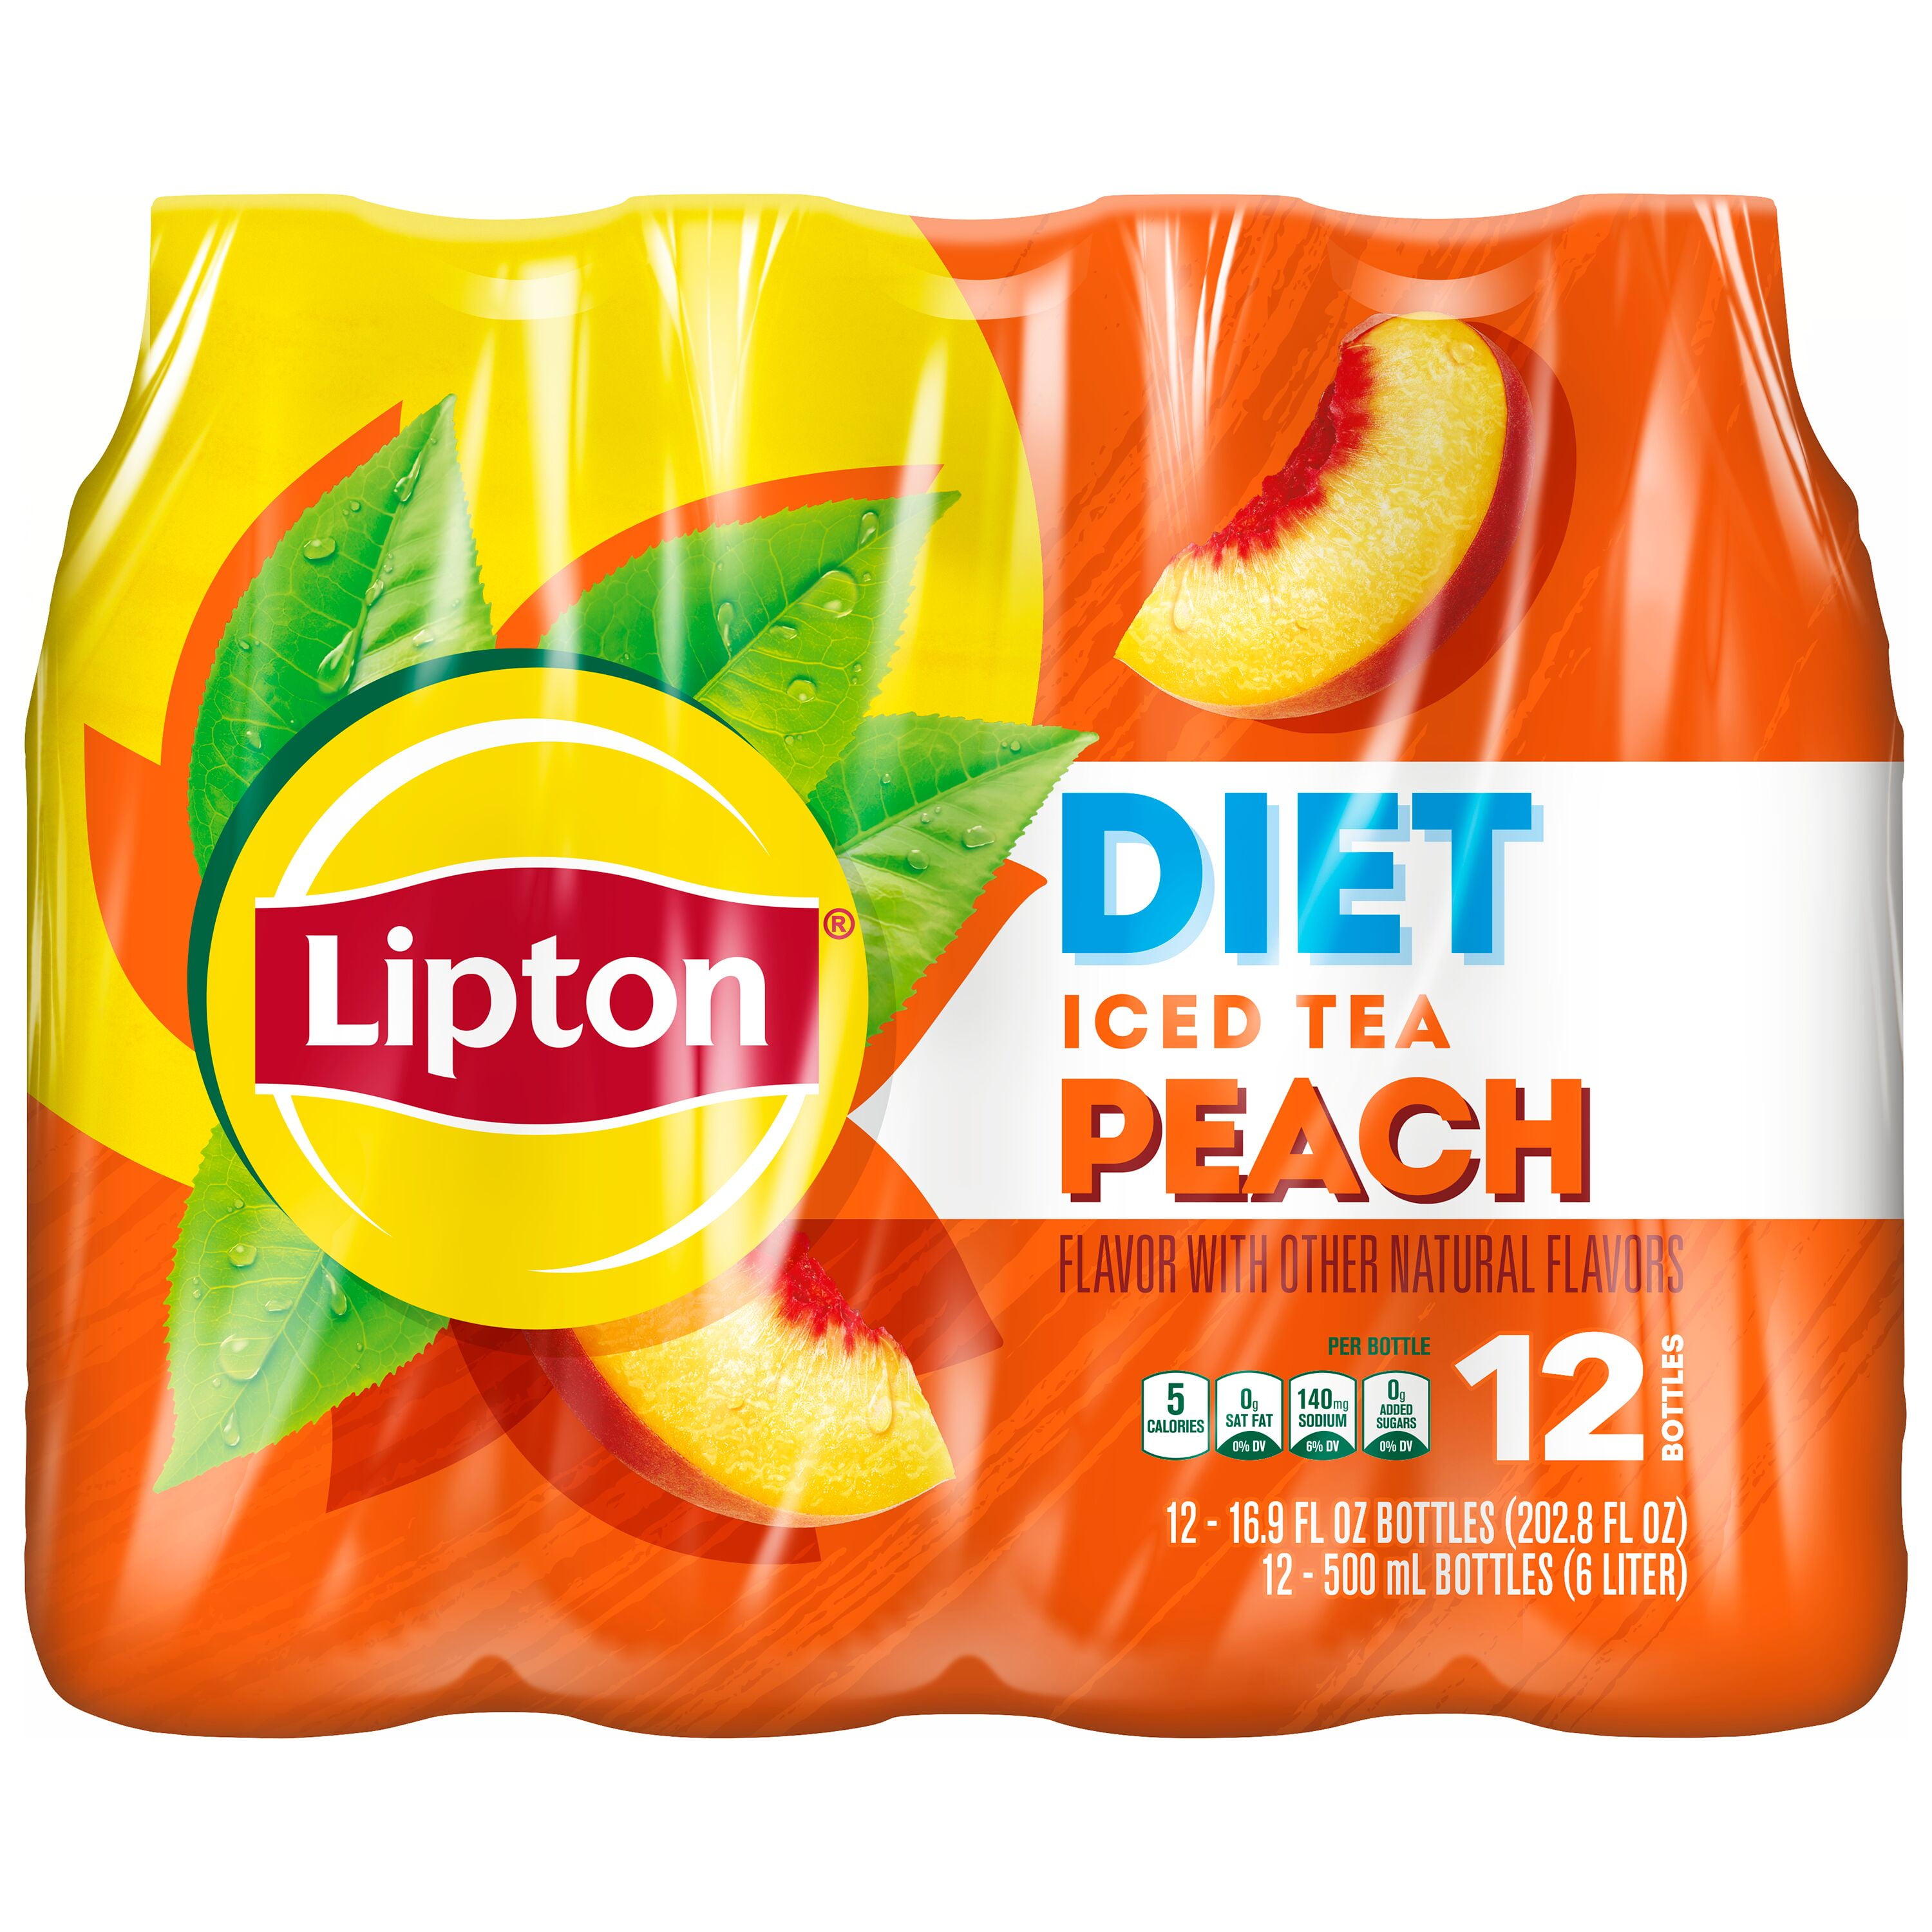 Lipton®
DIET
ICED TEA
PEACH
FLAVOR WITH OTHER NATURAL FLAVORS
PER BOTTLE
5
CALORIES
0g
SAT FAT
0% DV
140mg
SODIUM
6% DV
0g
ADDED
SUGARS
0% DV
12
BOTTLES
12 - 16.9 FL OZ BOTTLES (202.8 FL OZ)
12 - 500 mL BOTTLES (6 LITER)